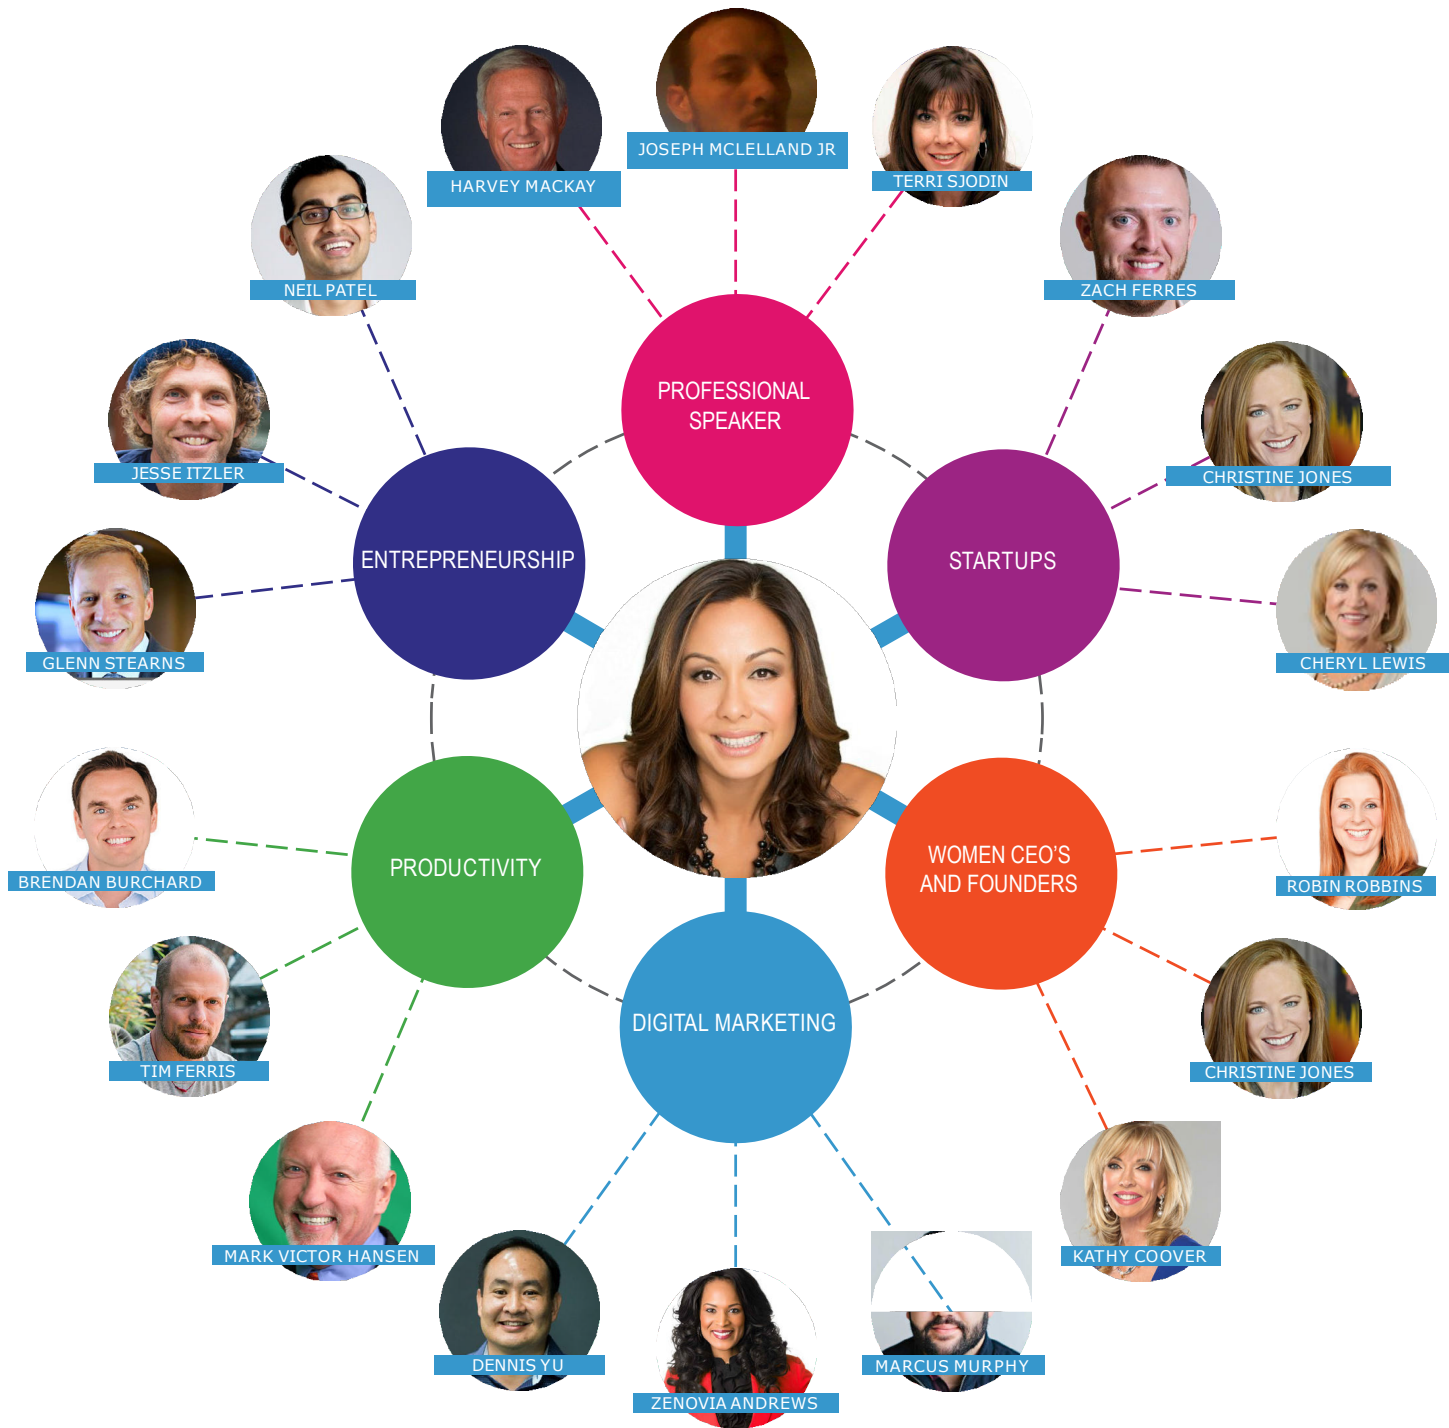 JOSEPH MCLELLAND JR
HARVEY MACKAY
TERRI SJODIN
NEIL PATEL
ZACH FERRES
PROFESSIONAL
SPEAKER
JESSE ITZLER
CHRISTINE JONES
ENTREPRENEURSHIP
STARTUPS
GLENN STEARNS
CHERYL LEWIS
BRENDAN BURCHARD
PRODUCTIVITY
WOMEN CEO'S
AND FOUNDERS
ROBIN ROBBINS
TIM FERRIS
DIGITAL MARKETING
CHRISTINE JONES
MARK VICTOR HANSEN
KATHY COOVER
DENNIS YU
ZENOVIA ANDREWS
MARCUS MURPHY